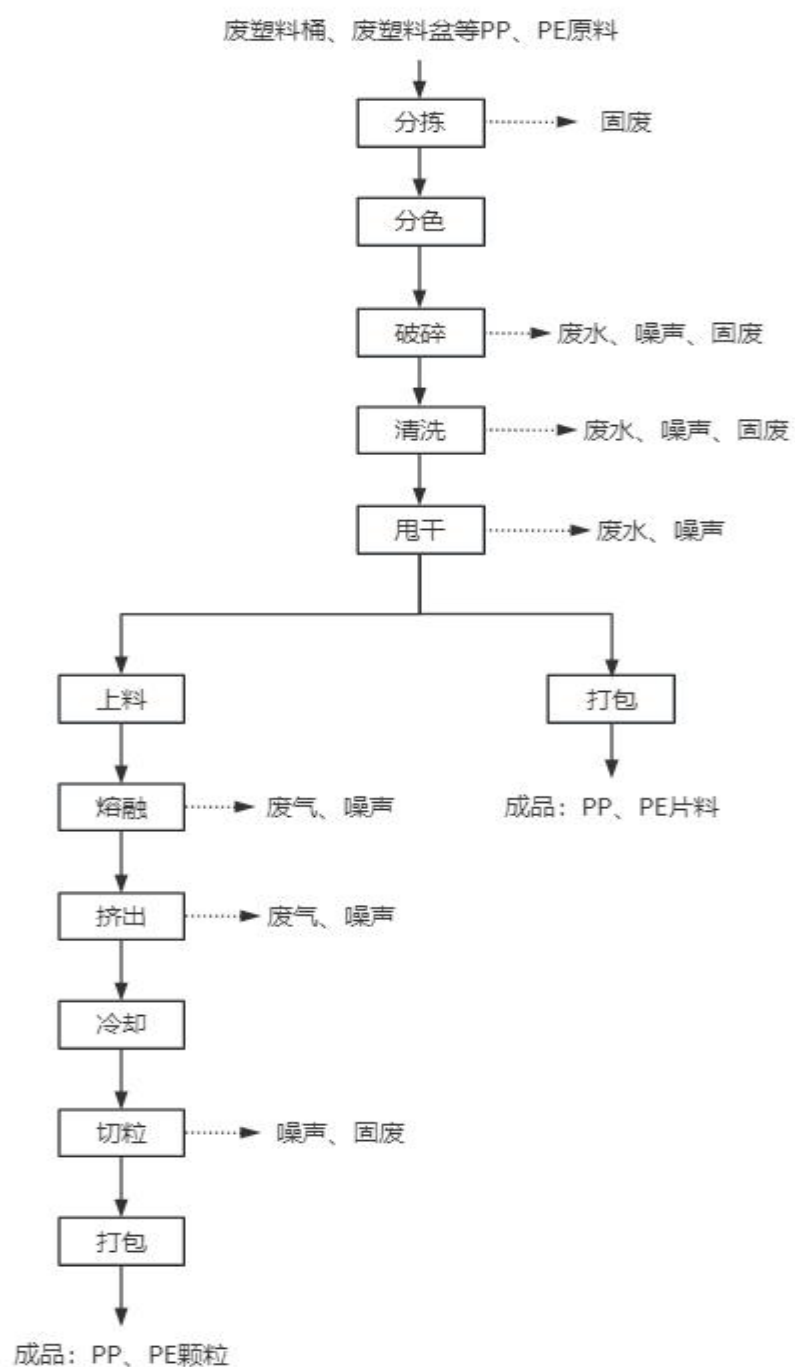 废塑料桶、废塑料盆等PP、PE原料
分拣
固废
分色
破碎
废水、噪声、固废
清洗
废水、噪声、固废
甩干
废水、噪声
上料
打包
熔融
废气、噪声
成品：PP、PE片料
挤出
废气、噪声
冷却
切粒
噪声、固废
打包
成品：PP、PE颗粒